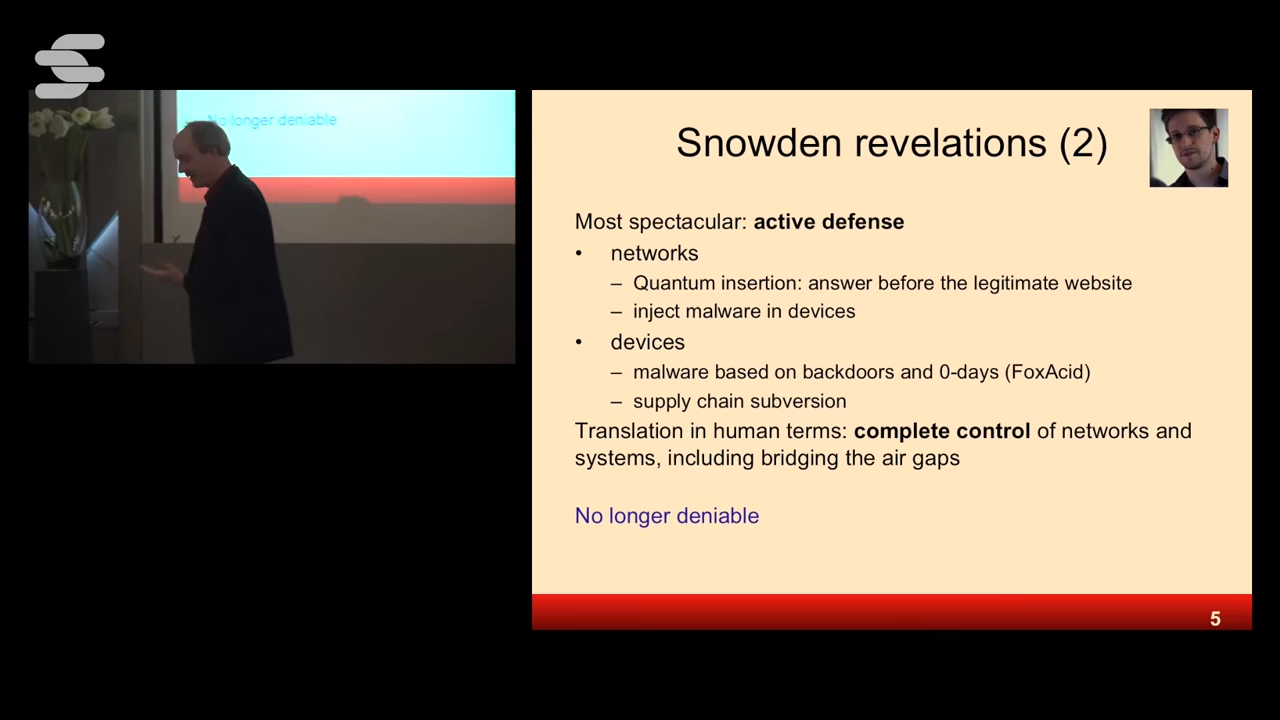 No longer deniable
Snowden revelations (2)
Most spectacular: active defense
• networks
– Quantum insertion: answer before the legitimate website
– inject malware in devices
• devices
– malware based on backdoors and 0-days (FoxAcid)
– supply chain subversion
Translation in human terms: complete control of networks and
systems, including bridging the air gaps
No longer deniable
5